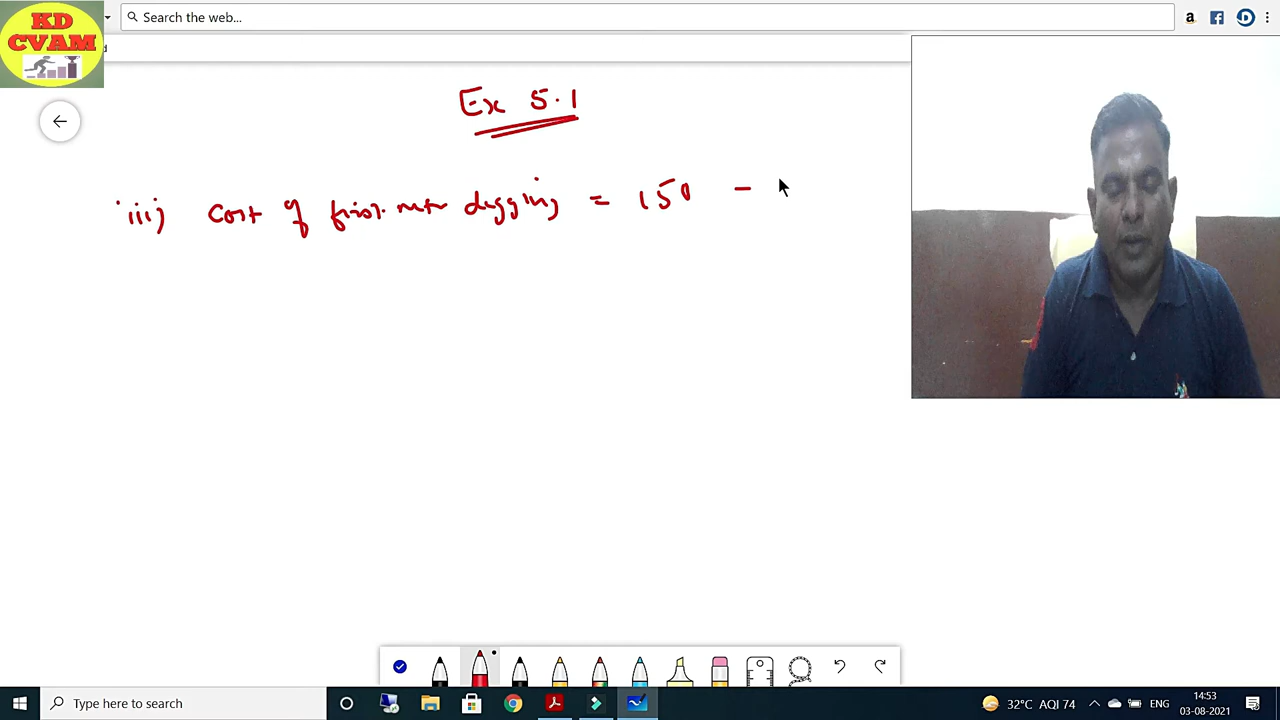 KD
CVAM
Search the web...
d
Ex 5.1
iii) Cost of first meter digging = 150 -
Type here to search
32°C AQI 74
ENG
14:53
03-08-2021